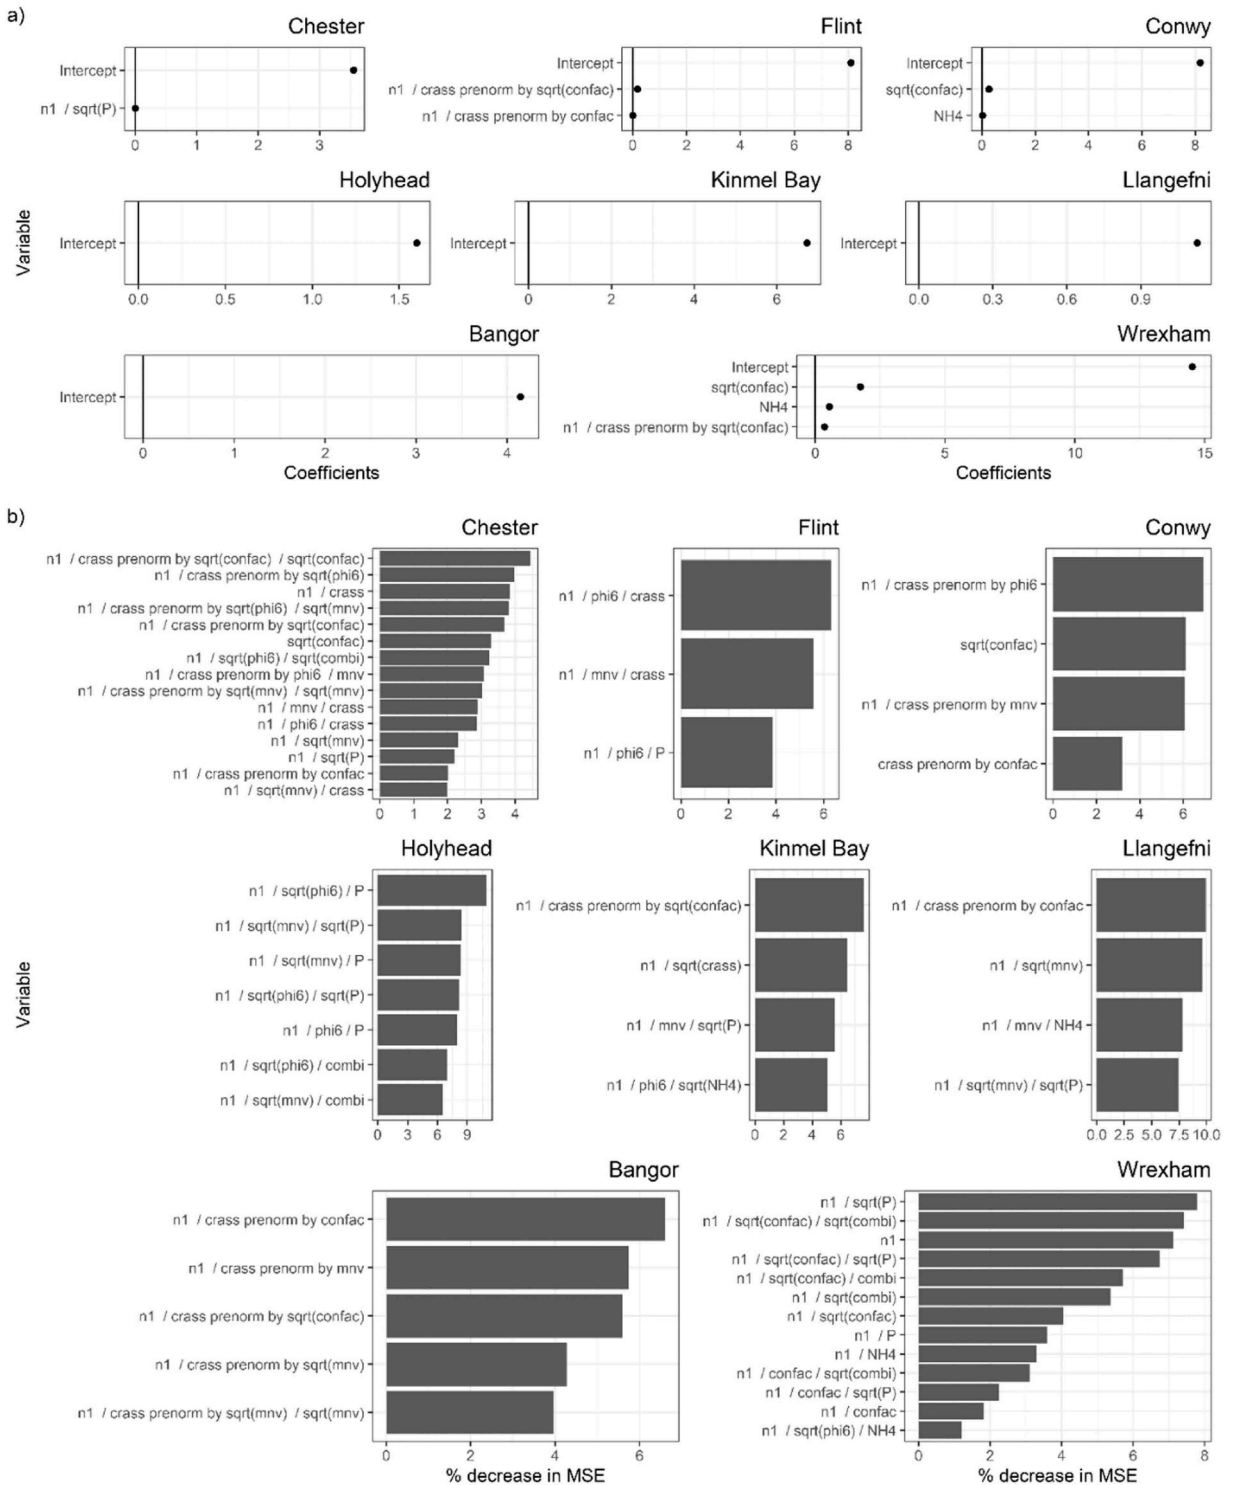 a)
Chester
Intercept
n1 / sqrt(P)
0 1 2 3
Flint
Intercept
n1 / crass prenorm by sqrt(confac)
n1 / crass prenorm by confac
0 2 4 6 8
Conwy
Intercept
sqrt(confac)
NH4
0 2 4 6 8
Variable
Holyhead
Intercept
0.0 0.5 1.0 1.5
Kinmel Bay
Intercept
0 2 4 6
Llangefni
Intercept
0.0 0.3 0.6 0.9
Bangor
Intercept
0 1 2 3 4
Coefficients
Wrexham
Intercept
sqrt(confac)
NH4
n1 / crass prenorm by sqrt(confac)
0 5 10 15
Coefficients
b)
Chester
n1 / crass prenorm by sqrt(confac) / sqrt(confac)
n1 / crass prenorm by sqrt(phi6)
n1 / crass
n1 / crass prenorm by sqrt(phi6) / sqrt(mnv)
n1 / crass prenorm by sqrt(confac)
sqrt(confac)
n1 / sqrt(phi6) / sqrt(combi)
n1 / crass prenorm by phi6 / mnv
n1 / crass prenorm by sqrt(mnv) / sqrt(mnv)
n1 / mnv / crass
n1 / phi6 / crass
n1 / sqrt(mnv)
n1 / sqrt(P)
n1 / crass prenorm by confac
n1 / sqrt(mnv) / crass
0 1 2 3 4
Flint
n1 / phi6 / crass
n1 / mnv / crass
n1 / phi6 / P
0 2 4 6
Conwy
n1 / crass prenorm by phi6
sqrt(confac)
n1 / crass prenorm by mnv
crass prenorm by confac
0 2 4 6
Variable
Holyhead
n1 / sqrt(phi6) / P
n1 / sqrt(mnv) / sqrt(P)
n1 / sqrt(mnv) / P
n1 / sqrt(phi6) / sqrt(P)
n1 / phi6 / P
n1 / sqrt(phi6) / combi
n1 / sqrt(mnv) / combi
0 3 6 9
Kinmel Bay
n1 / crass prenorm by sqrt(confac)
n1 / sqrt(crass)
n1 / mnv / sqrt(P)
n1 / phi6 / sqrt(NH4)
0 2 4 6
Llangefni
n1 / crass prenorm by confac
n1 / sqrt(mnv)
n1 / mnv / NH4
n1 / sqrt(mnv) / sqrt(P)
0.0 2.5 5.0 7.5 10.0
Bangor
n1 / crass prenorm by confac
n1 / crass prenorm by mnv
n1 / crass prenorm by sqrt(confac)
n1 / crass prenorm by sqrt(mnv)
n1 / crass prenorm by sqrt(mnv) / sqrt(mnv)
0 2 4 6
% decrease in MSE
Wrexham
n1 / sqrt(P)
n1 / sqrt(confac) / sqrt(combi)
n1
n1 / sqrt(confac) / sqrt(P)
n1 / sqrt(confac) / combi
n1 / sqrt(combi)
n1 / sqrt(confac)
n1 / P
n1 / NH4
n1 / confac / sqrt(combi)
n1 / confac / sqrt(P)
n1 / confac
n1 / sqrt(phi6) / NH4
0 2 4 6 8
% decrease in MSE